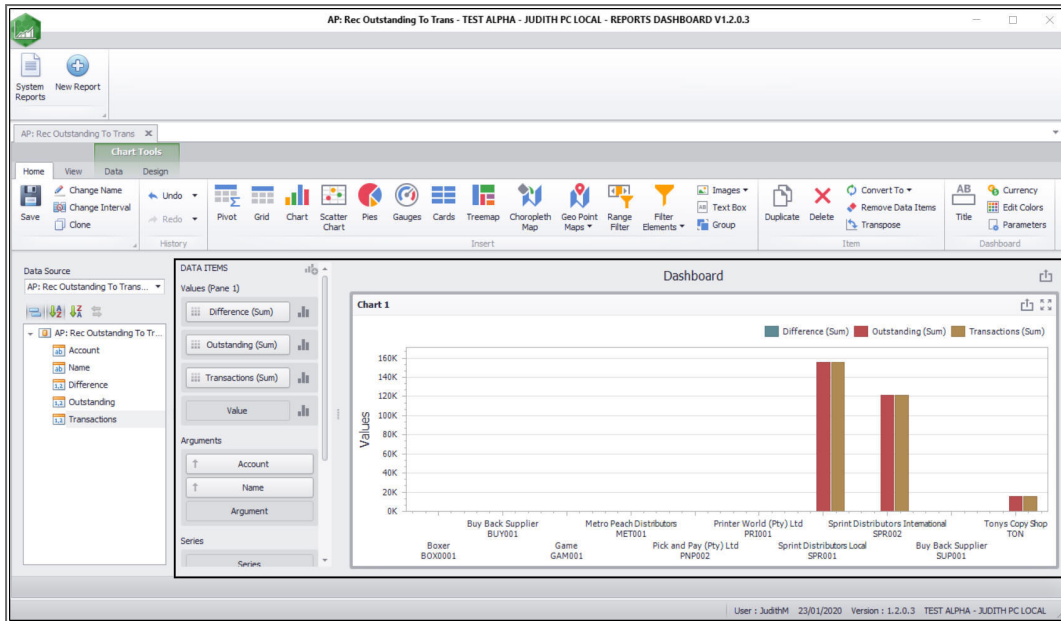 AP: Rec Outstanding To Trans - TEST ALPHA - JUDITH PC LOCAL - REPORTS DASHBOARD V1.2.0.3
System Reports
New Report
AP: Rec Outstanding To Trans
Chart Tools
Home View Data Design
Save
Change Name
Change Interval
Clone
Undo
Redo
History
Pivot
Grid
Chart
Scatter Chart
Pies
Gauges
Cards
Treemap
Choropleth Map
Geo Point Maps
Range Filter
Filter Elements
Images
Text Box
Group
Insert
Duplicate
Delete
Convert To
Remove Data Items
Transpose
Item
AB
Title
Currency
Edit Colors
Parameters
Dashboard
Data Source
AP: Rec Outstanding To Trans...
AP: Rec Outstanding To Tr...
ab Account
ab Name
1.2 Difference
1.2 Outstanding
1.2 Transactions
DATA ITEMS
Values (Pane 1)
Difference (Sum)
Outstanding (Sum)
Transactions (Sum)
Value
Arguments
Account
Name
Argument
Series
Series
Dashboard
Chart 1
Difference (Sum) Outstanding (Sum) Transactions (Sum)
Values
160K
140K
120K
100K
80K
60K
40K
20K
0K
Boxer
BOX0001
Buy Back Supplier
BUY001
Game
GAM001
Metro Peach Distributors
MET001
Pick and Pay (Pty) Ltd
PNP002
Printer World (Pty) Ltd
PRI001
Sprint Distributors Local
SPR001
Sprint Distributors International
SPR002
Buy Back Supplier
SUP001
Tonys Copy Shop
TON
User : JudithM 23/01/2020 Version : 1.2.0.3 TEST ALPHA - JUDITH PC LOCAL